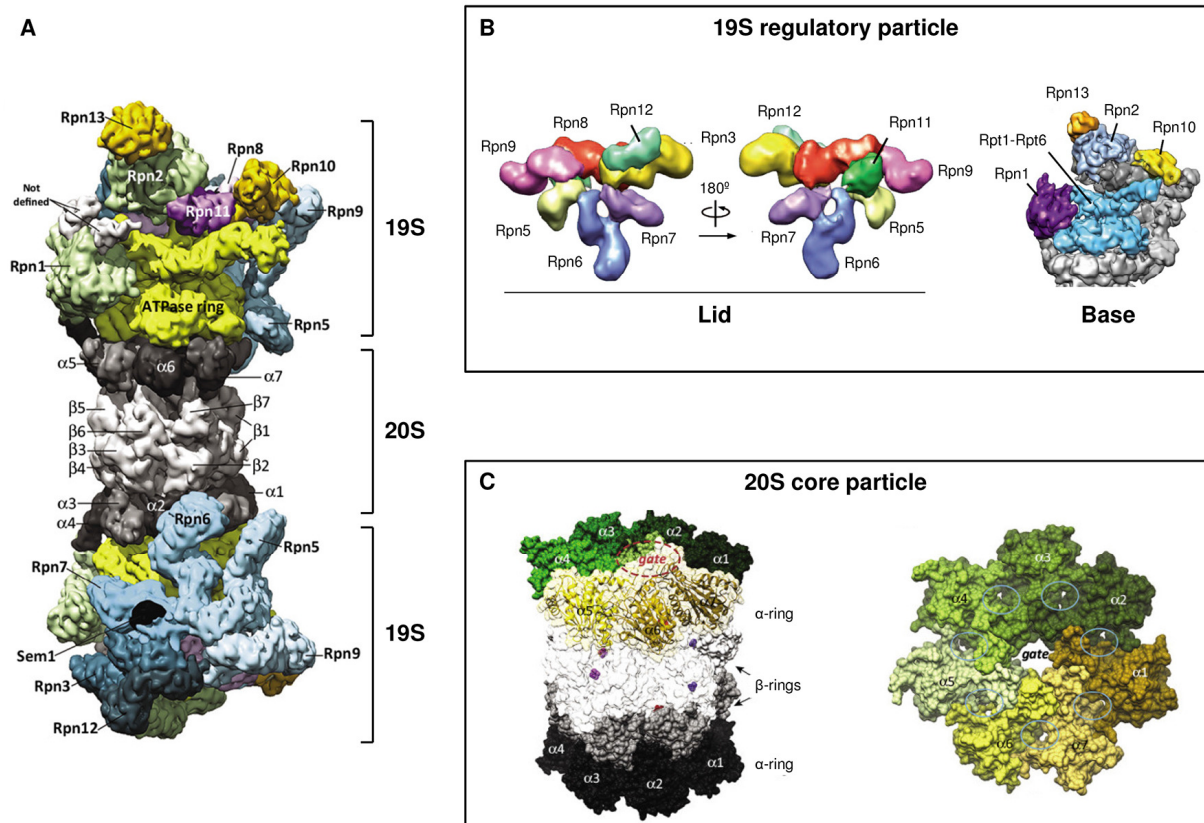 A
Rpn13
Rpn2
Rpn8
Rpn10
Not
defined
Rpn11
Rpn9
Rpn1
ATPase ring
Rpn5
19S
α5
α6
α7
β5
β7
β6
β1
β3
β4
β2
20S
α3
α2
α1
α4
Rpn6
Rpn5
Rpn7
Sem1
Rpn9
Rpn3
Rpn12
19S
B
19S regulatory particle
Rpn12
Rpn8
Rpn9
Rpn3
Rpn5
Rpn7
Rpn6
180º
Rpn12
Rpn11
Rpn9
Rpn5
Rpn7
Rpn6
Lid
Rpn13
Rpn2
Rpt1-Rpt6
Rpn10
Rpn1
Base
C
20S core particle
α3
α2
α4
gate
α1
α5
α6
α7
α-ring
β-rings
α4
α3
α2
α1
α-ring
α3
α4
α2
gate
α5
α1
α6
α7